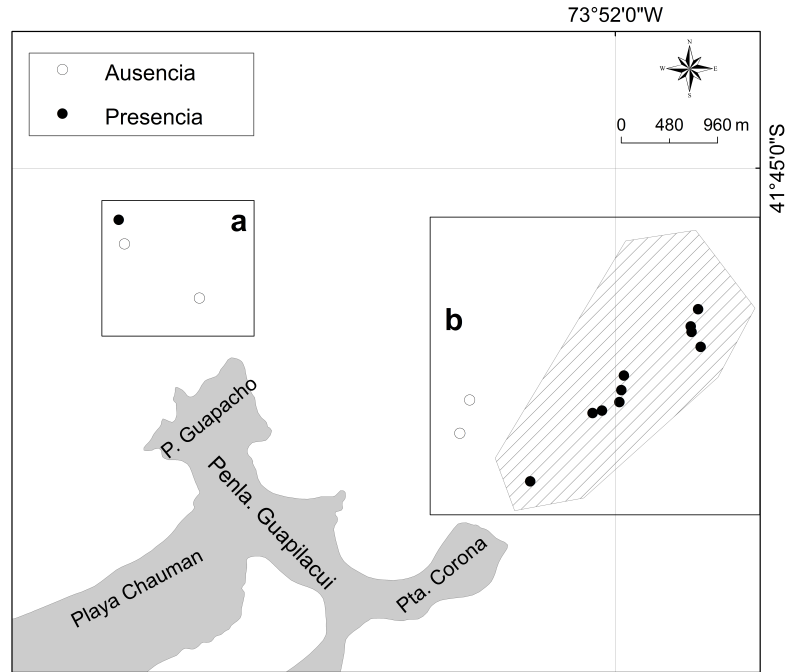 73°52'0"W
Ausencia
Presencia
N
W E
S
0 480 960 m
41°45'0"S
a
b
P. Guapacho
Penla. Guapilacui
Playa Chauman
Pta. Corona